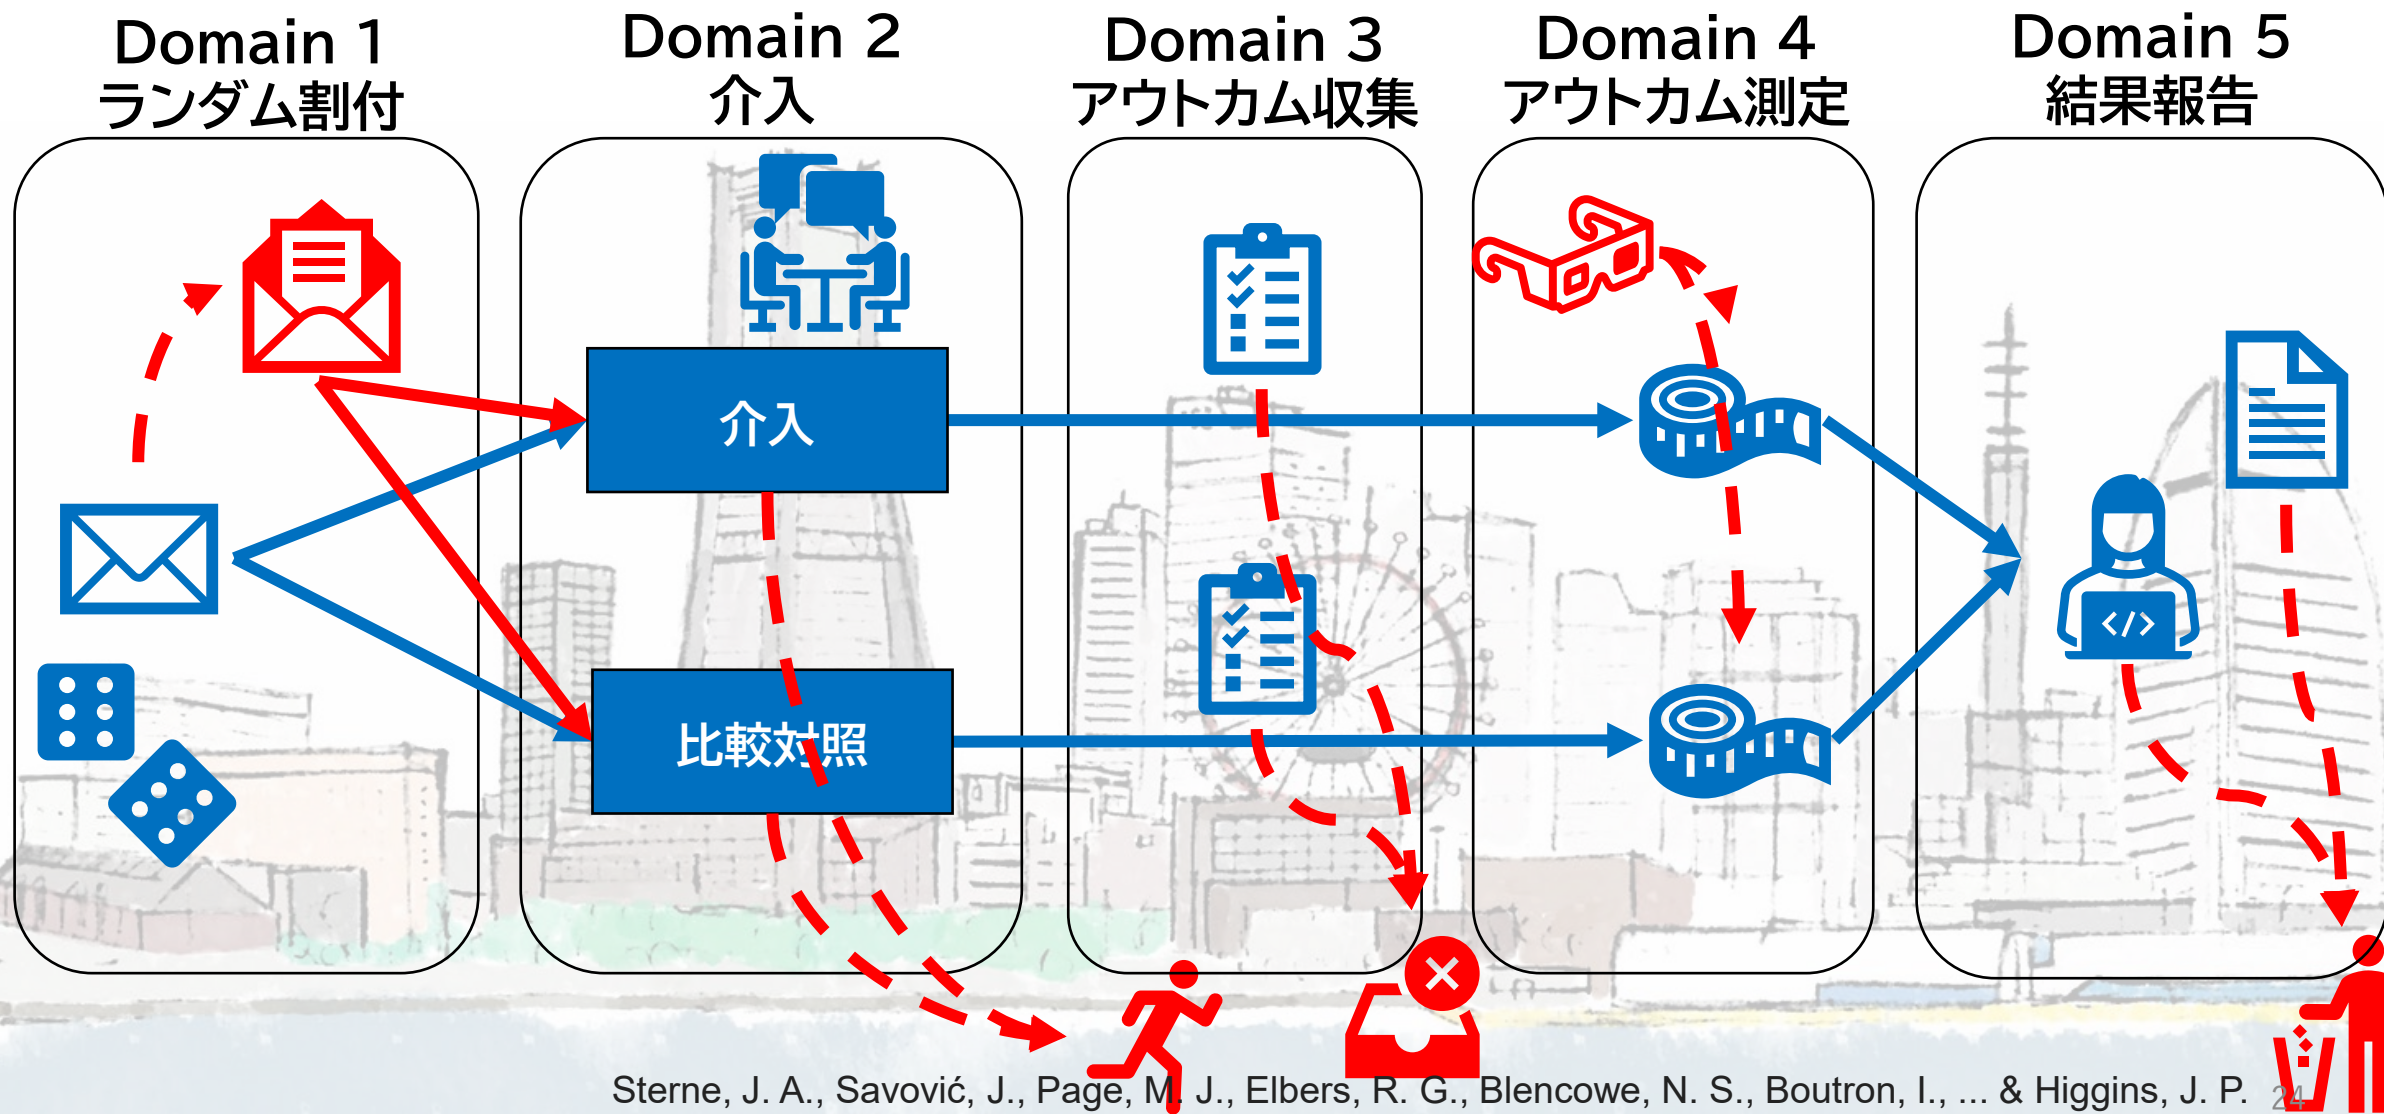 Domain 1
ランダム割付
Domain 2
介入
Domain 3
アウトカム収集
Domain 4
アウトカム測定
Domain 5
結果報告
介入
比較対照
</>
Sterne, J. A., Savović, J., Page, M. J., Elbers, R. G., Blencowe, N. S., Boutron, I., ... & Higgins, J. P.
24